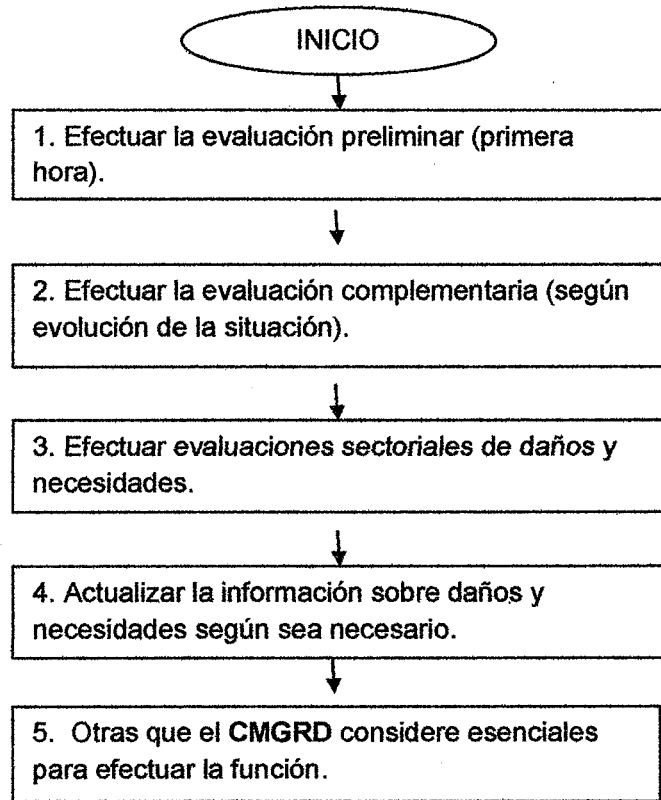 INICIO
1. Efectuar la evaluación preliminar (primera
hora).
2. Efectuar la evaluación complementaria (según
evolución de la situación).
3. Efectuar evaluaciones sectoriales de daños y
necesidades.
4. Actualizar la información sobre daños y
necesidades según sea necesario.
5. Otras que el CMGRD considere esenciales
para efectuar la función.